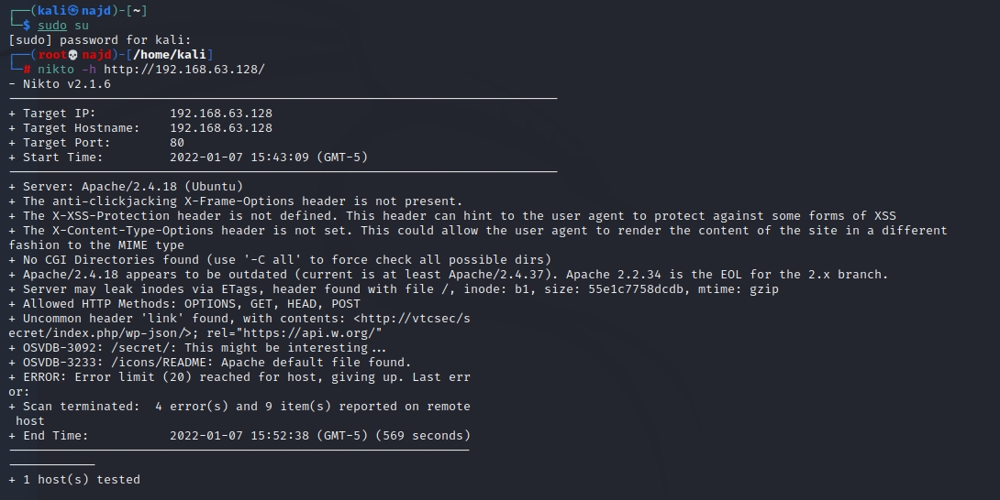 ┌──(kali㉿najd)-[~]
└─$ sudo su
[sudo] password for kali:
┌──(root💀najd)-[/home/kali]
└─# nikto -h http://192.168.63.128/
- Nikto v2.1.6
+ Target IP:          192.168.63.128
+ Target Hostname:    192.168.63.128
+ Target Port:        80
+ Start Time:         2022-01-07 15:43:09 (GMT-5)
+ Server: Apache/2.4.18 (Ubuntu)
+ The anti-clickjacking X-Frame-Options header is not present.
+ The X-XSS-Protection header is not defined. This header can hint to the user agent to protect against some forms of XSS
+ The X-Content-Type-Options header is not set. This could allow the user agent to render the content of the site in a different
fashion to the MIME type
+ No CGI Directories found (use '-C all' to force check all possible dirs)
+ Apache/2.4.18 appears to be outdated (current is at least Apache/2.4.37). Apache 2.2.34 is the EOL for the 2.x branch.
+ Server may leak inodes via ETags, header found with file /, inode: b1, size: 55e1c7758dcdb, mtime: gzip
+ Allowed HTTP Methods: OPTIONS, GET, HEAD, POST
+ Uncommon header 'link' found, with contents: <http://vtcsec/s
ecret/index.php/wp-json/>; rel="https://api.w.org/"
+ OSVDB-3092: /secret/: This might be interesting...
+ OSVDB-3233: /icons/README: Apache default file found.
+ ERROR: Error limit (20) reached for host, giving up. Last err
or:
+ Scan terminated:  4 error(s) and 9 item(s) reported on remote
 host
+ End Time:           2022-01-07 15:52:38 (GMT-5) (569 seconds)
+ 1 host(s) tested